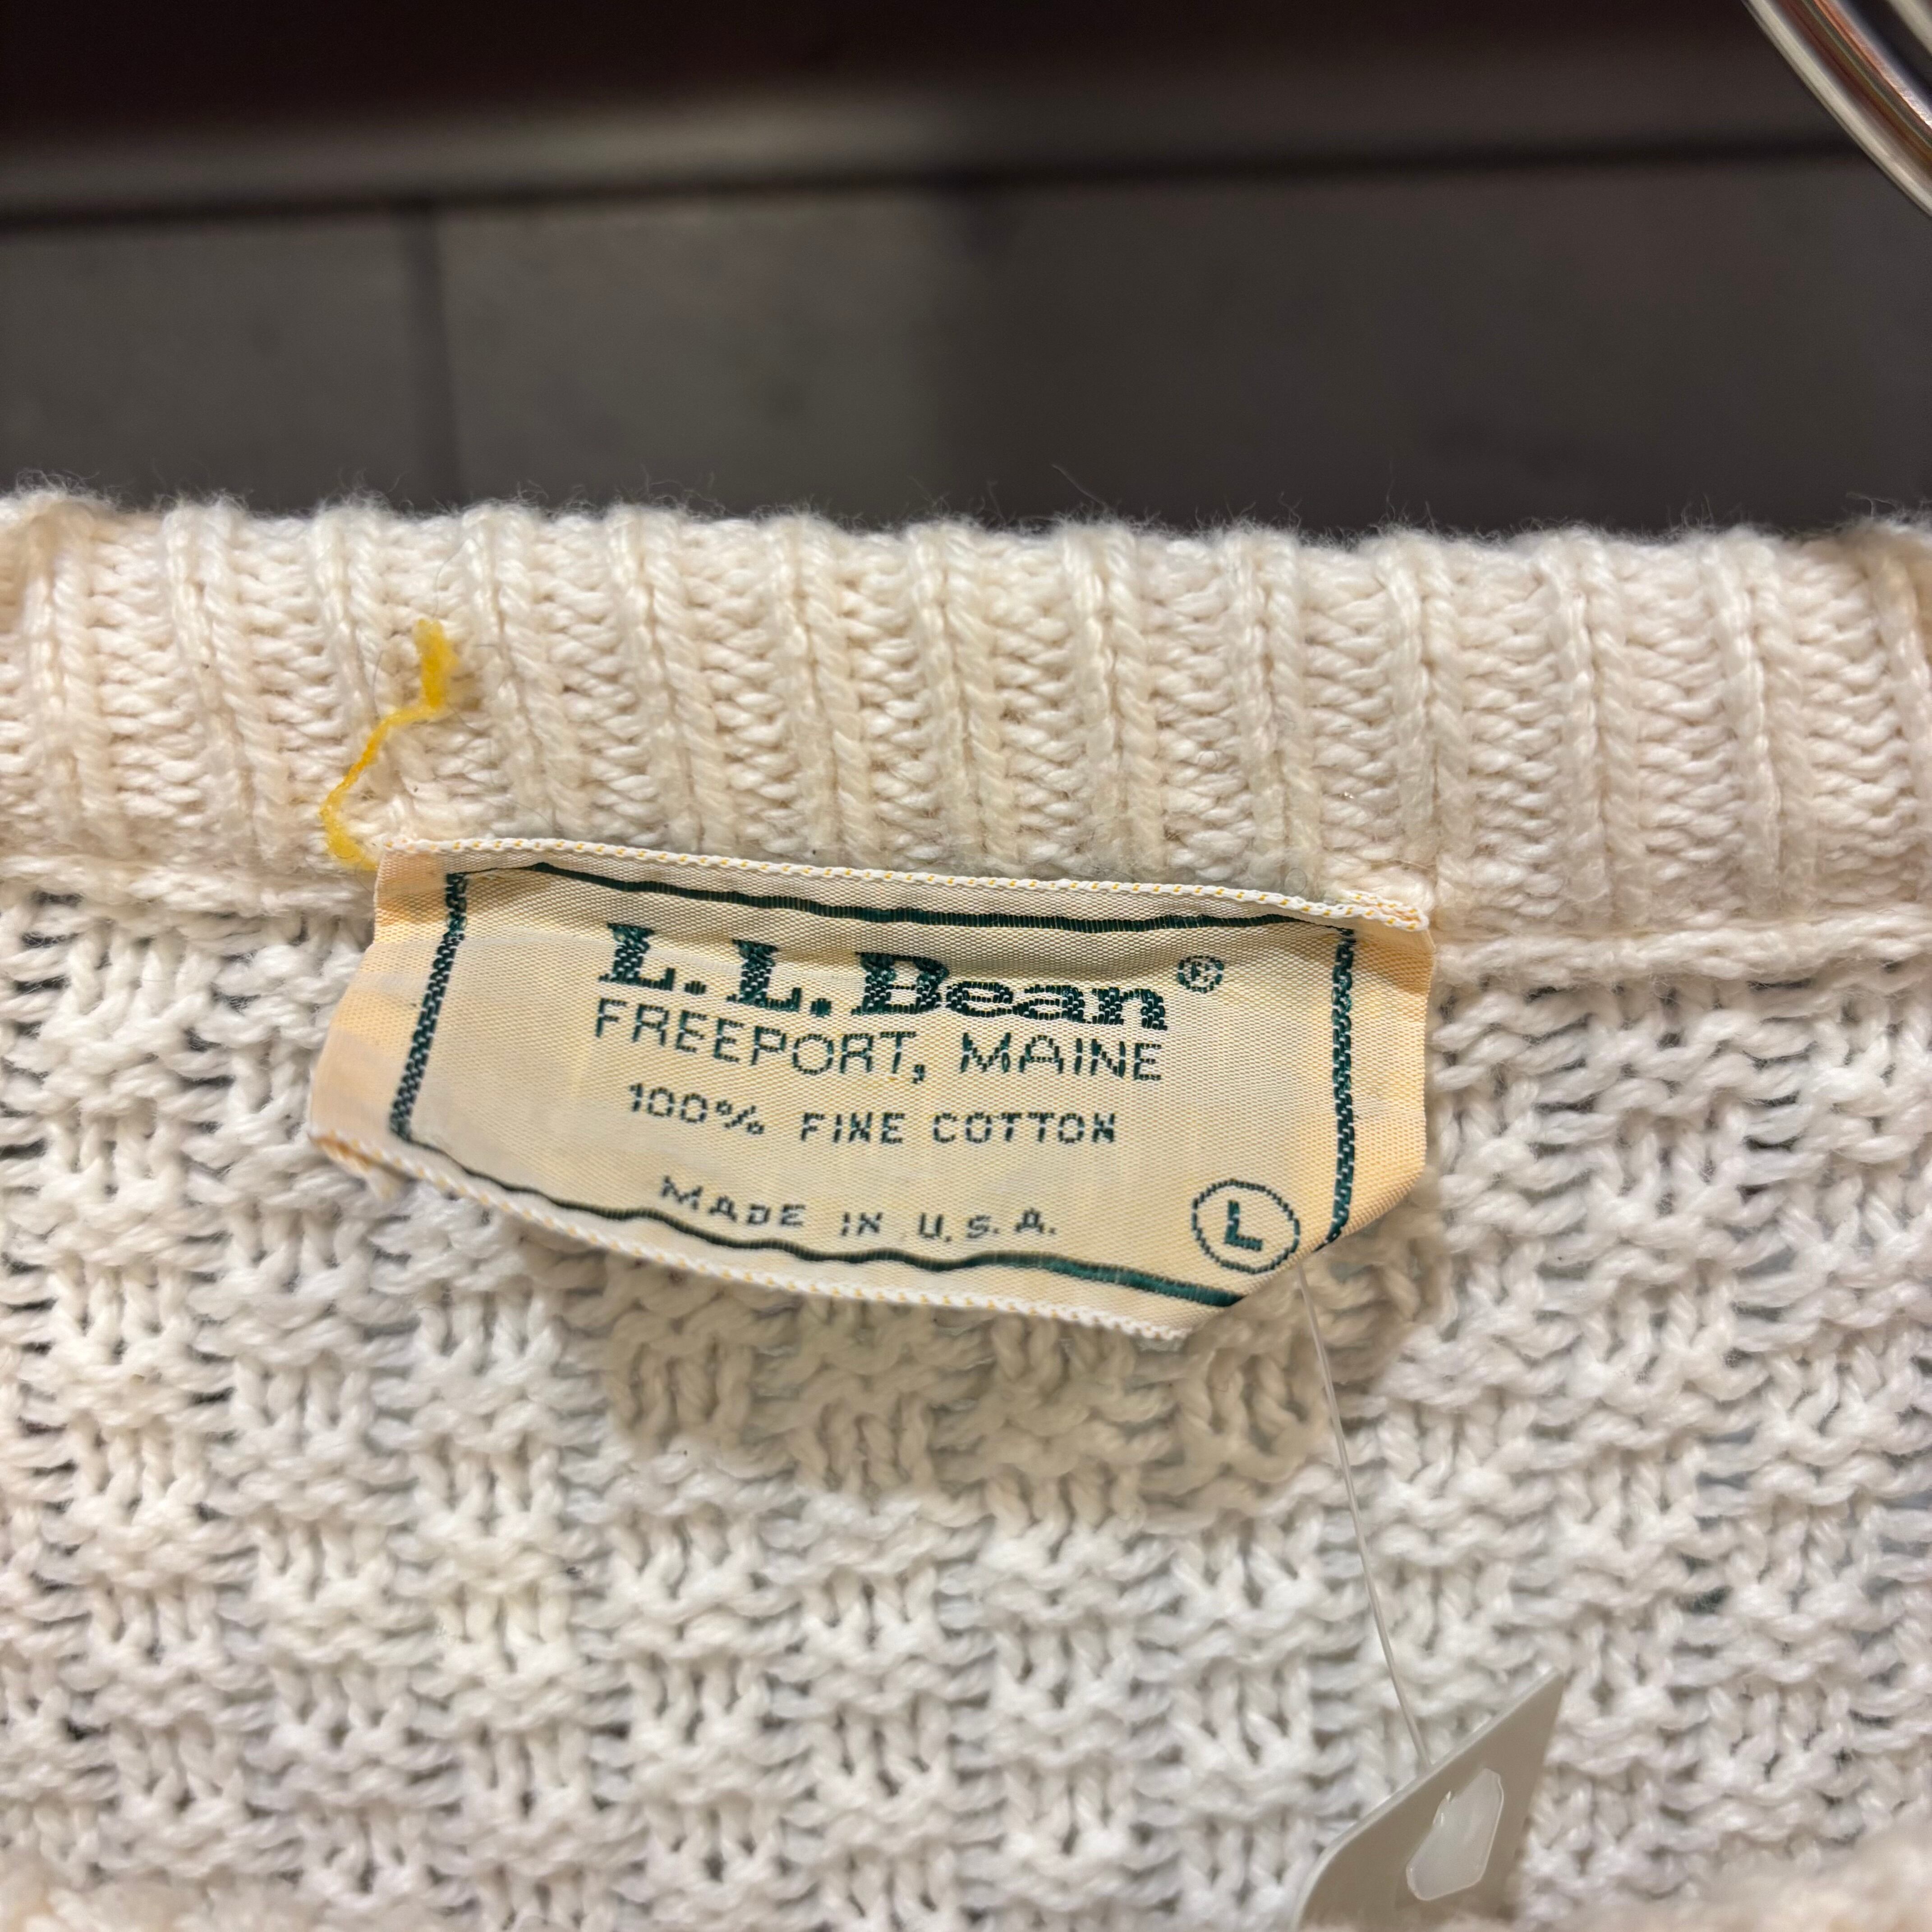 L.L.Bean®
FREEPORT, MAINE
100% FINE COTTON
MADE IN U.S.A.
L